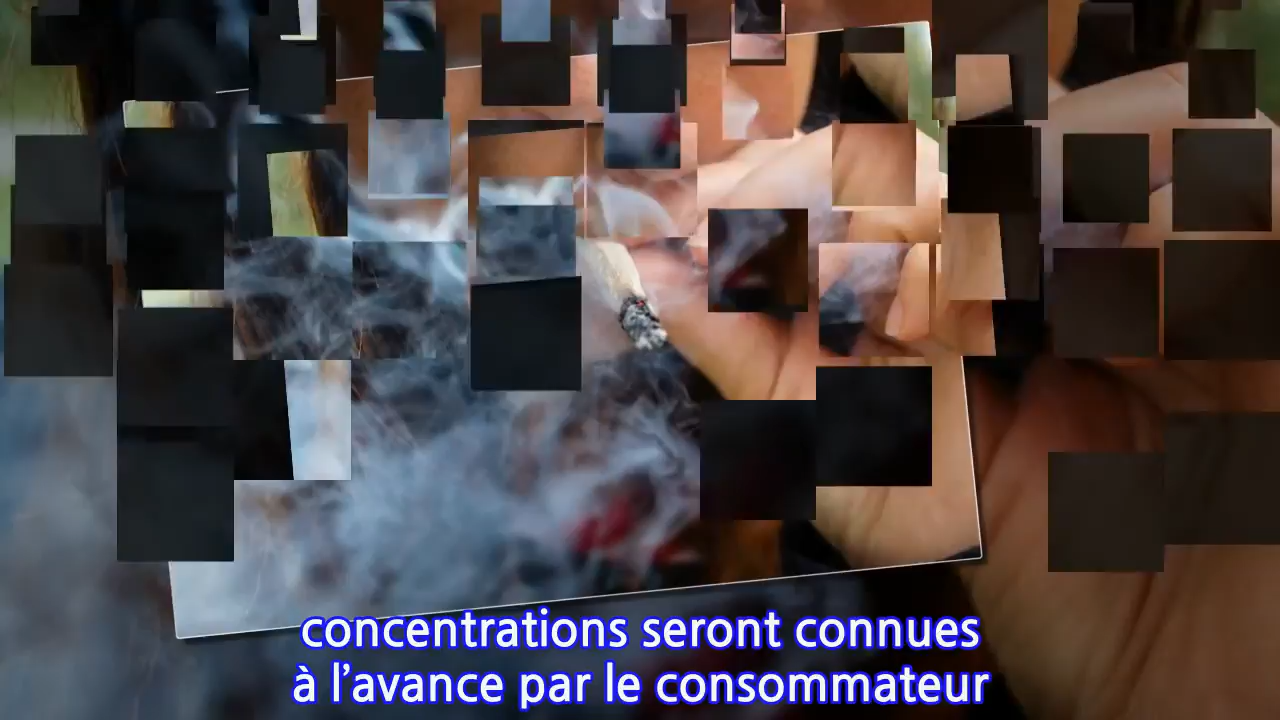 concentrations seront connues
à l’avance par le consommateur